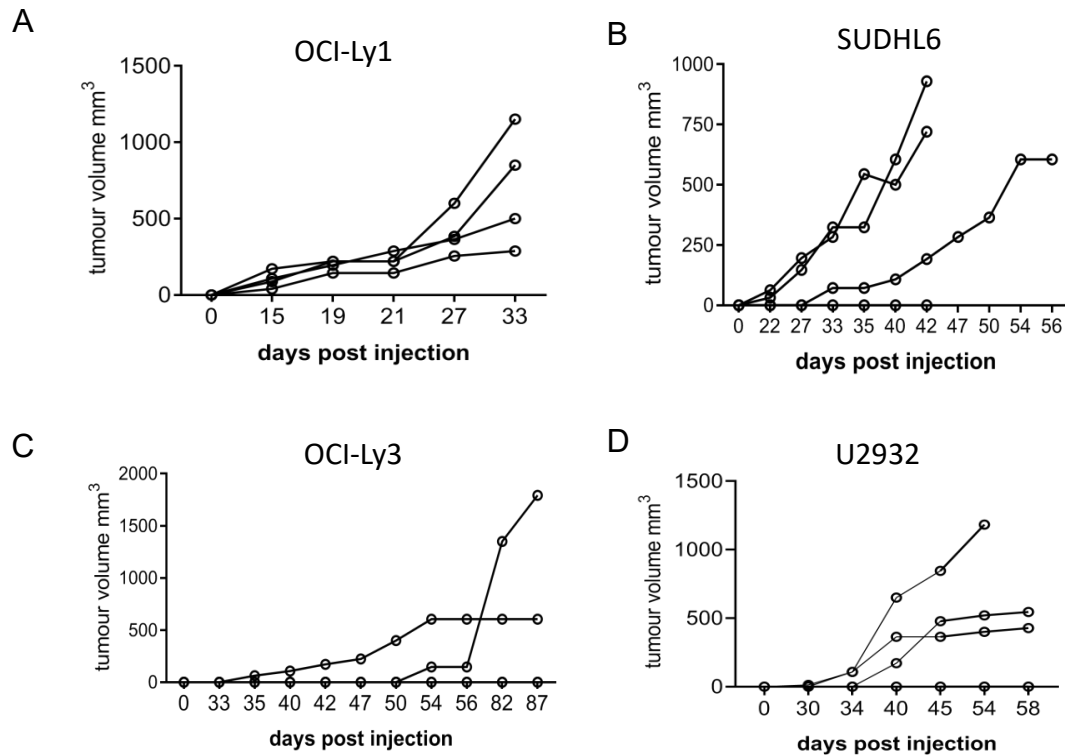 A
OCI-Ly1
tumour volume mm³
1500
1000
500
0
0 15 19 21 27 33
days post injection
B
SUDHL6
tumour volume mm³
1000
750
500
250
0
0 22 27 33 35 40 42 47 50 54 56
days post injection
C
OCI-Ly3
tumour volume mm³
2000
1500
1000
500
0
0 33 35 40 42 47 50 54 56 82 87
days post injection
D
U2932
tumour volume mm³
1500
1000
500
0
0 30 34 40 45 54 58
days post injection